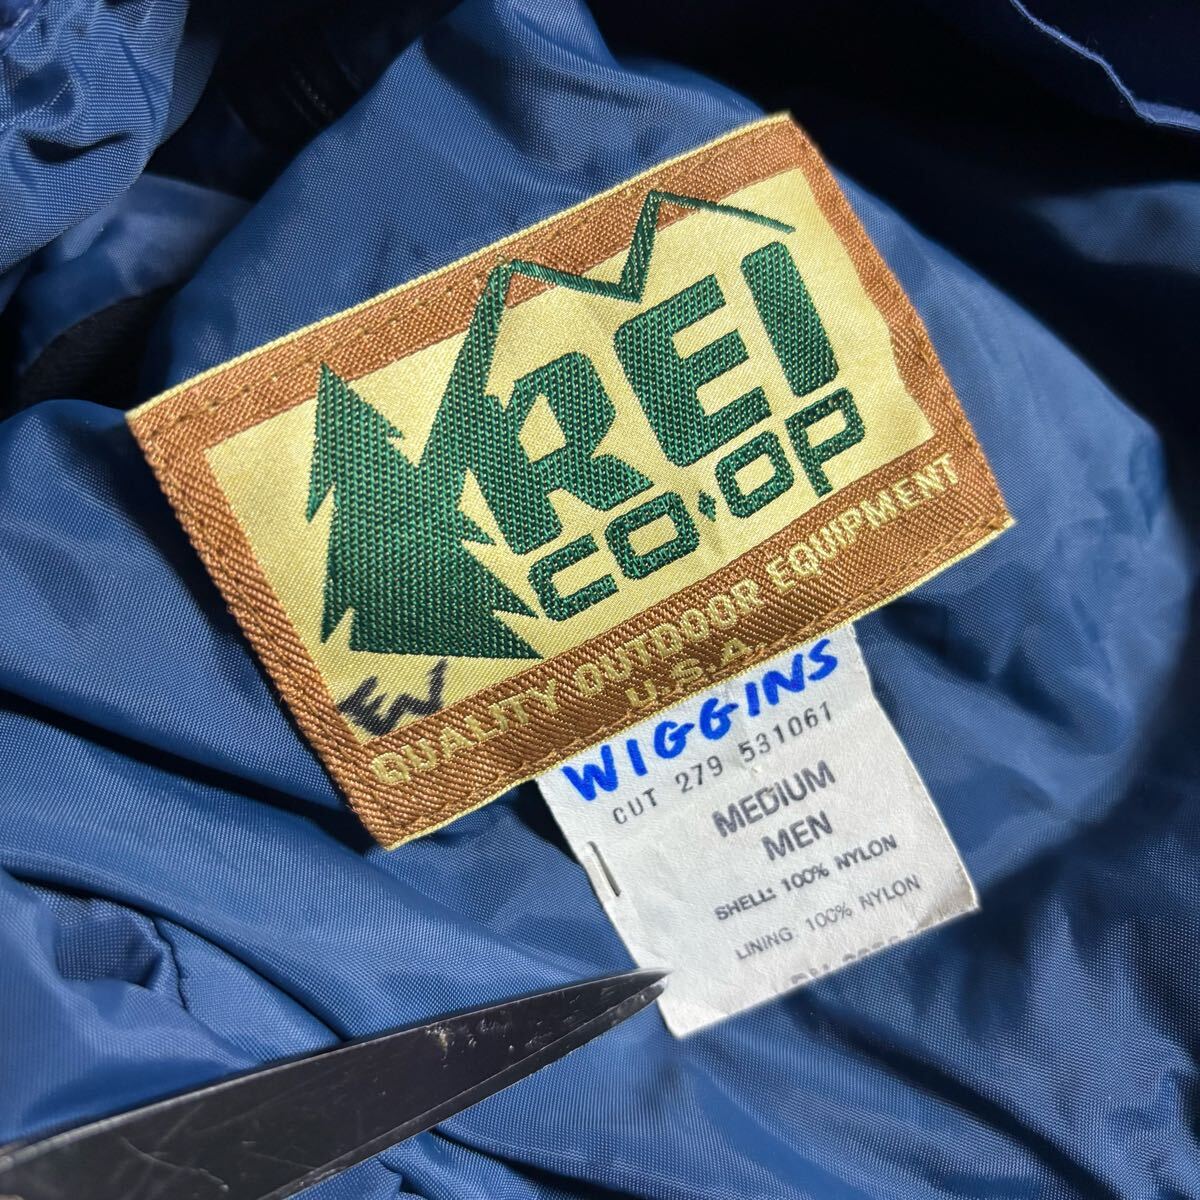 REI
CO·OP
EW
QUALITY OUTDOOR EQUIPMENT
U.S.A.
WIGGINS
CUT 279 531061
MEDIUM
MEN
SHELL: 100% NYLON
LINING 100% NYLON